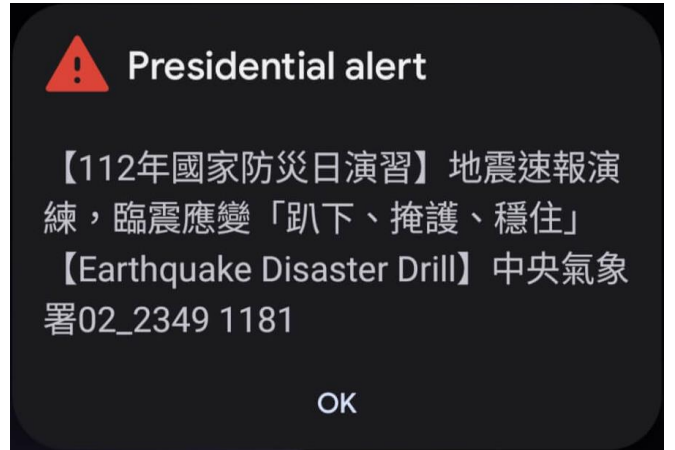 Presidential alert
【112年國家防災日演習】地震速報演
練，臨震應變「趴下、掩護、穩住」
【Earthquake Disaster Drill】中央氣象
署02_2349 1181
OK